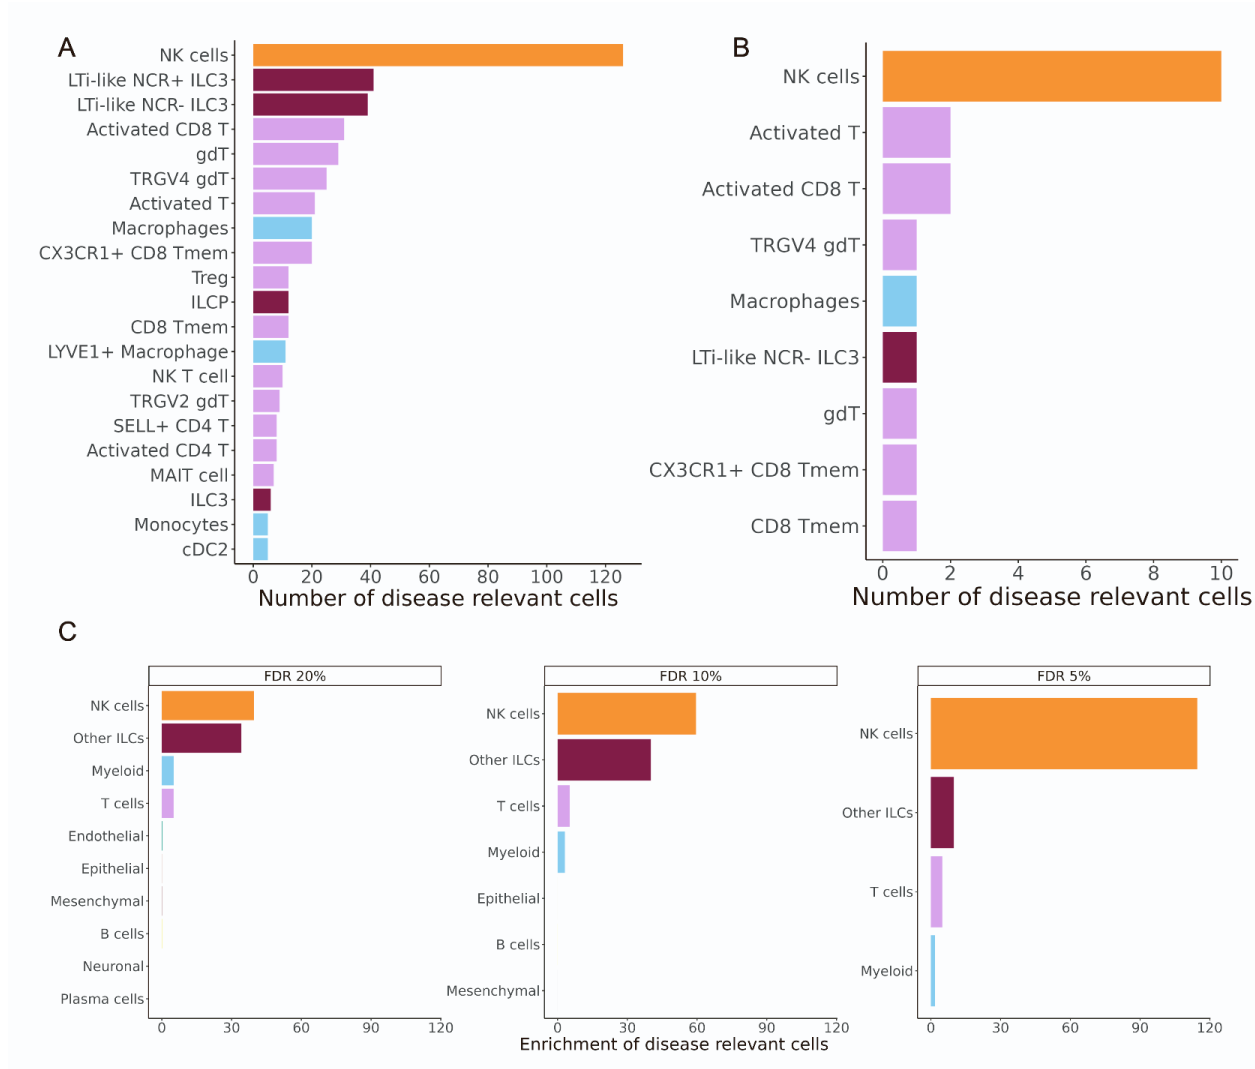 A
NK cells
LTi-like NCR+ ILC3
LTi-like NCR- ILC3
Activated CD8 T
gdT
TRGV4 gdT
Activated T
Macrophages
CX3CR1+ CD8 Tmem
Treg
ILCP
CD8 Tmem
LYVE1+ Macrophage
NK T cell
TRGV2 gdT
SELL+ CD4 T
Activated CD4 T
MAIT cell
ILC3
Monocytes
cDC2
0 20 40 60 80 100 120
Number of disease relevant cells
B
NK cells
Activated T
Activated CD8 T
TRGV4 gdT
Macrophages
LTi-like NCR- ILC3
gdT
CX3CR1+ CD8 Tmem
CD8 Tmem
0 2 4 6 8 10
Number of disease relevant cells
C
FDR 20%
NK cells
Other ILCs
Myeloid
T cells
Endothelial
Epithelial
Mesenchymal
B cells
Neuronal
Plasma cells
0 30 60 90 120
FDR 10%
NK cells
Other ILCs
T cells
Myeloid
Epithelial
B cells
Mesenchymal
0 30 60 90 120
FDR 5%
NK cells
Other ILCs
T cells
Myeloid
0 30 60 90 120
Enrichment of disease relevant cells